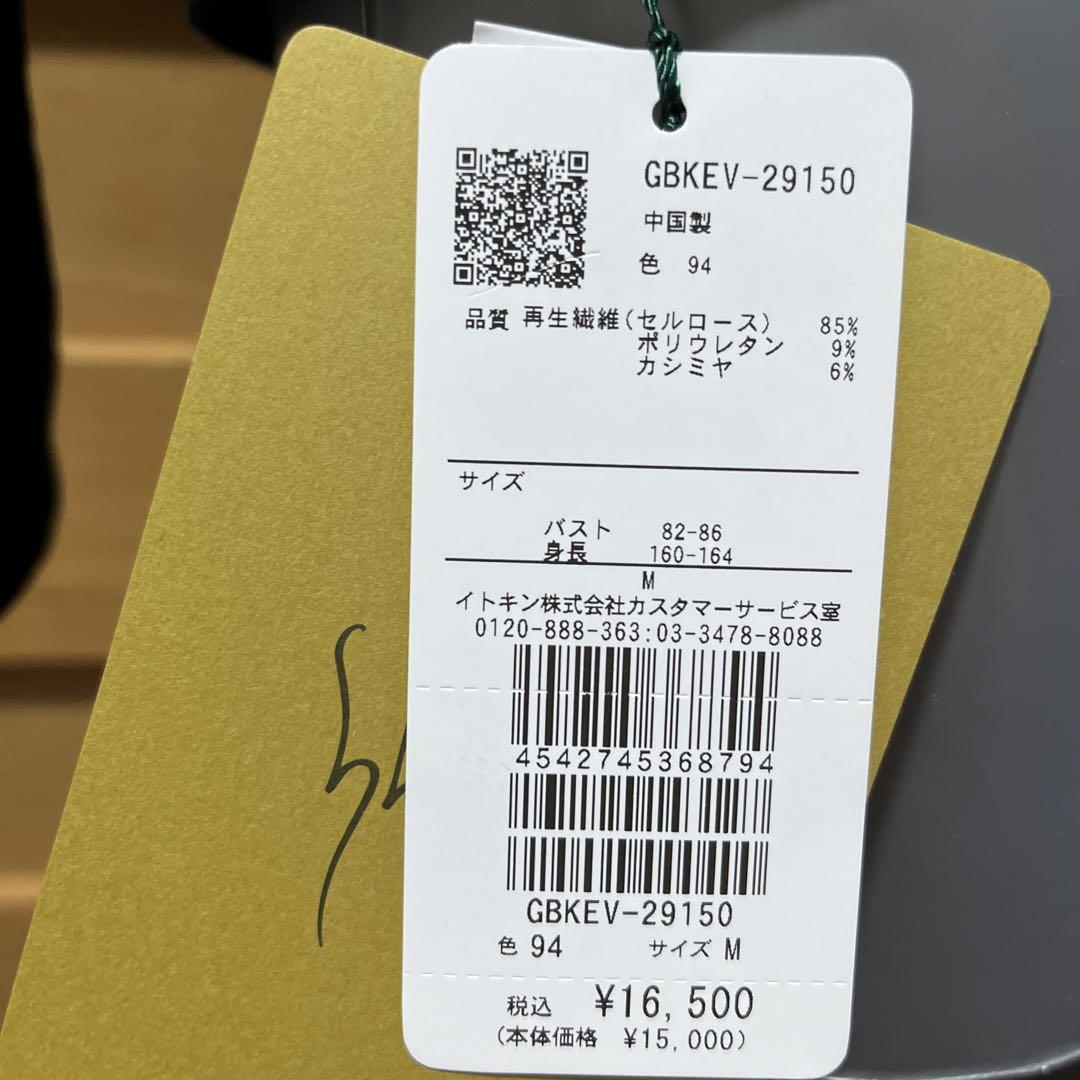 GBKEV-29150
中国製
色 94
品質 再生繊維(セルロース) 85%
ポリウレタン 9%
カシミヤ 6%
サイズ
バスト 82-86
身長 160-164
M
イトキン株式会社カスタマーサービス室
0120-888-363:03-3478-8088
4542745368794
GBKEV-29150
色 94 サイズ M
税込 ¥16,500
(本体価格 ¥15,000)